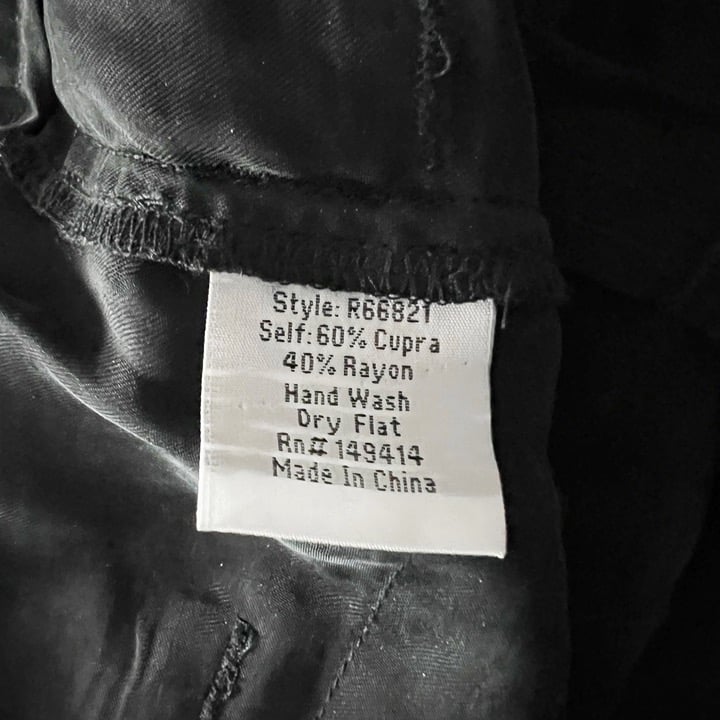 Style: R66821
Self:60% Cupra
40% Rayon
Hand Wash
Dry Flat
Rn# 149414
Made In China